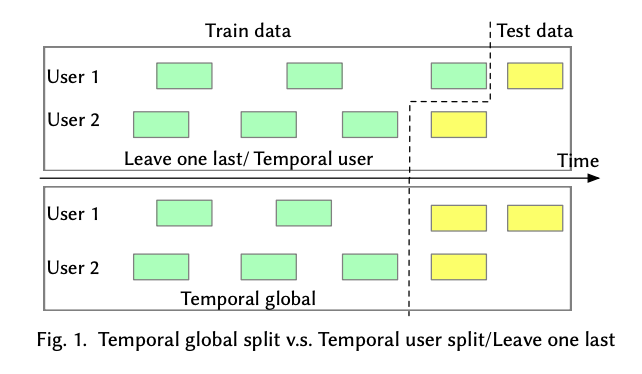 Train data Test data
User 1
User 2
Leave one last/ Temporal user
Time
User 1
User 2
Temporal global
Fig. 1. Temporal global split v.s. Temporal user split/Leave one last